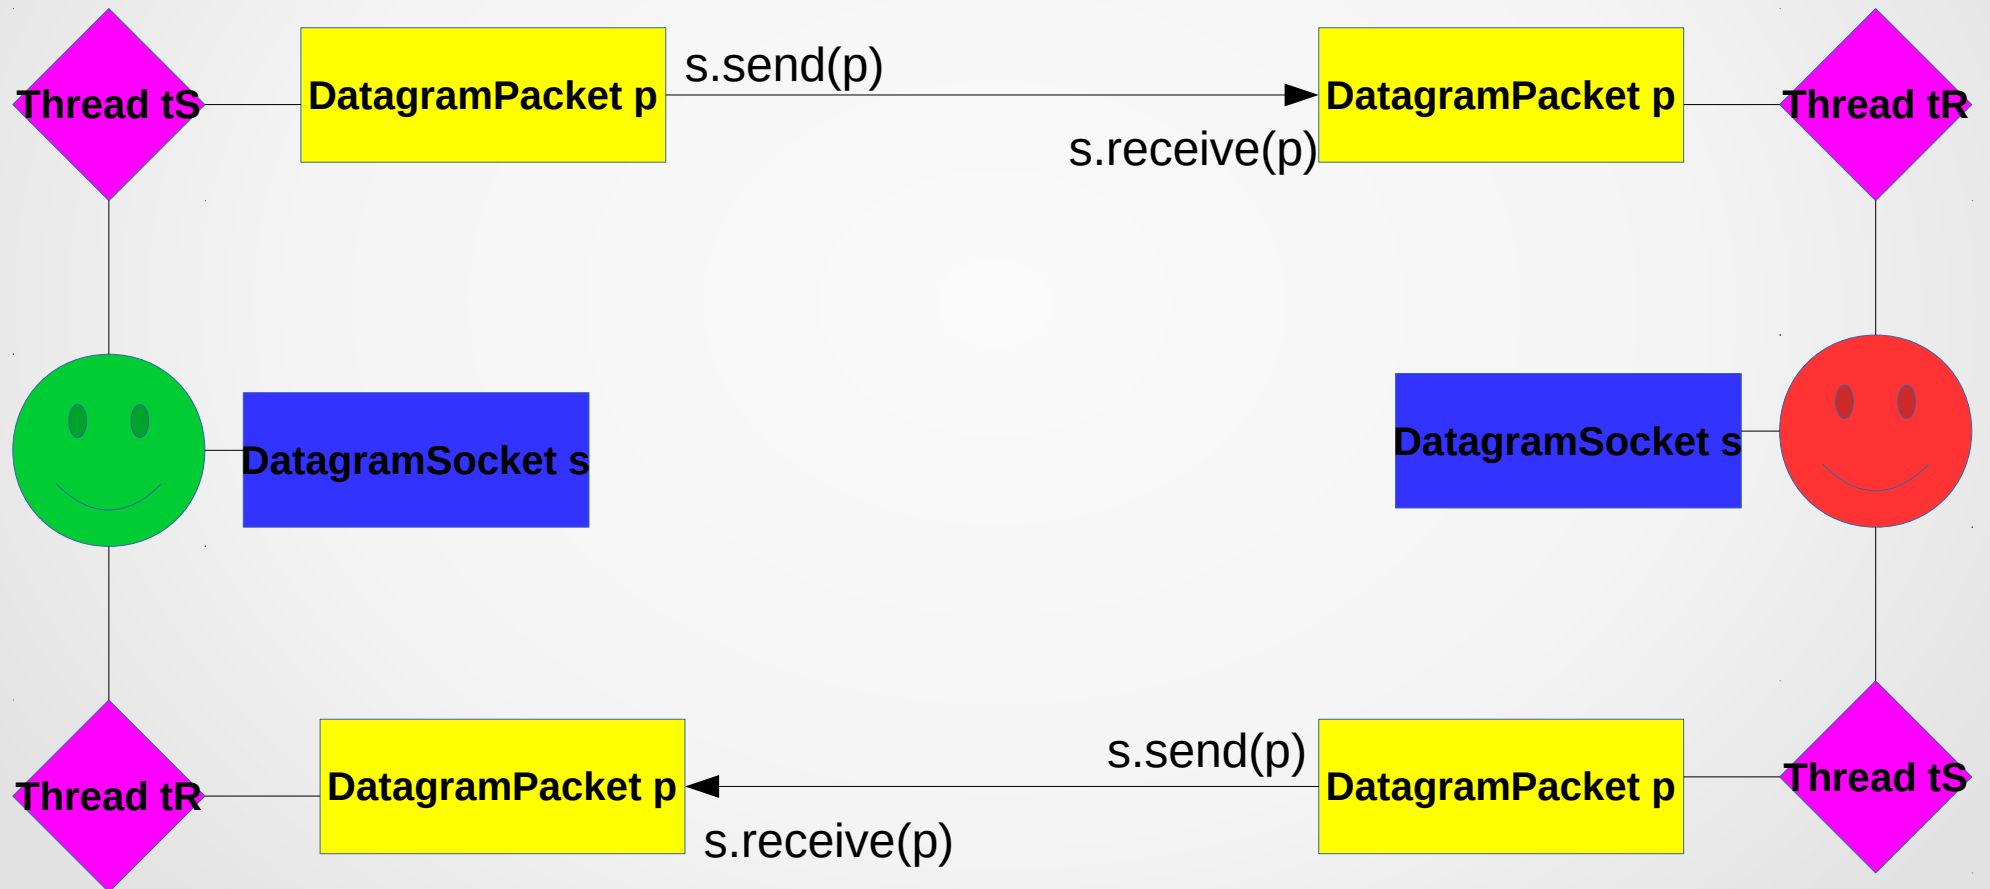 Thread tS
DatagramPacket p
s.send(p)
s.receive(p)
DatagramPacket p
Thread tR
DatagramSocket s
DatagramSocket s
Thread tR
DatagramPacket p
s.receive(p)
s.send(p)
DatagramPacket p
Thread tS